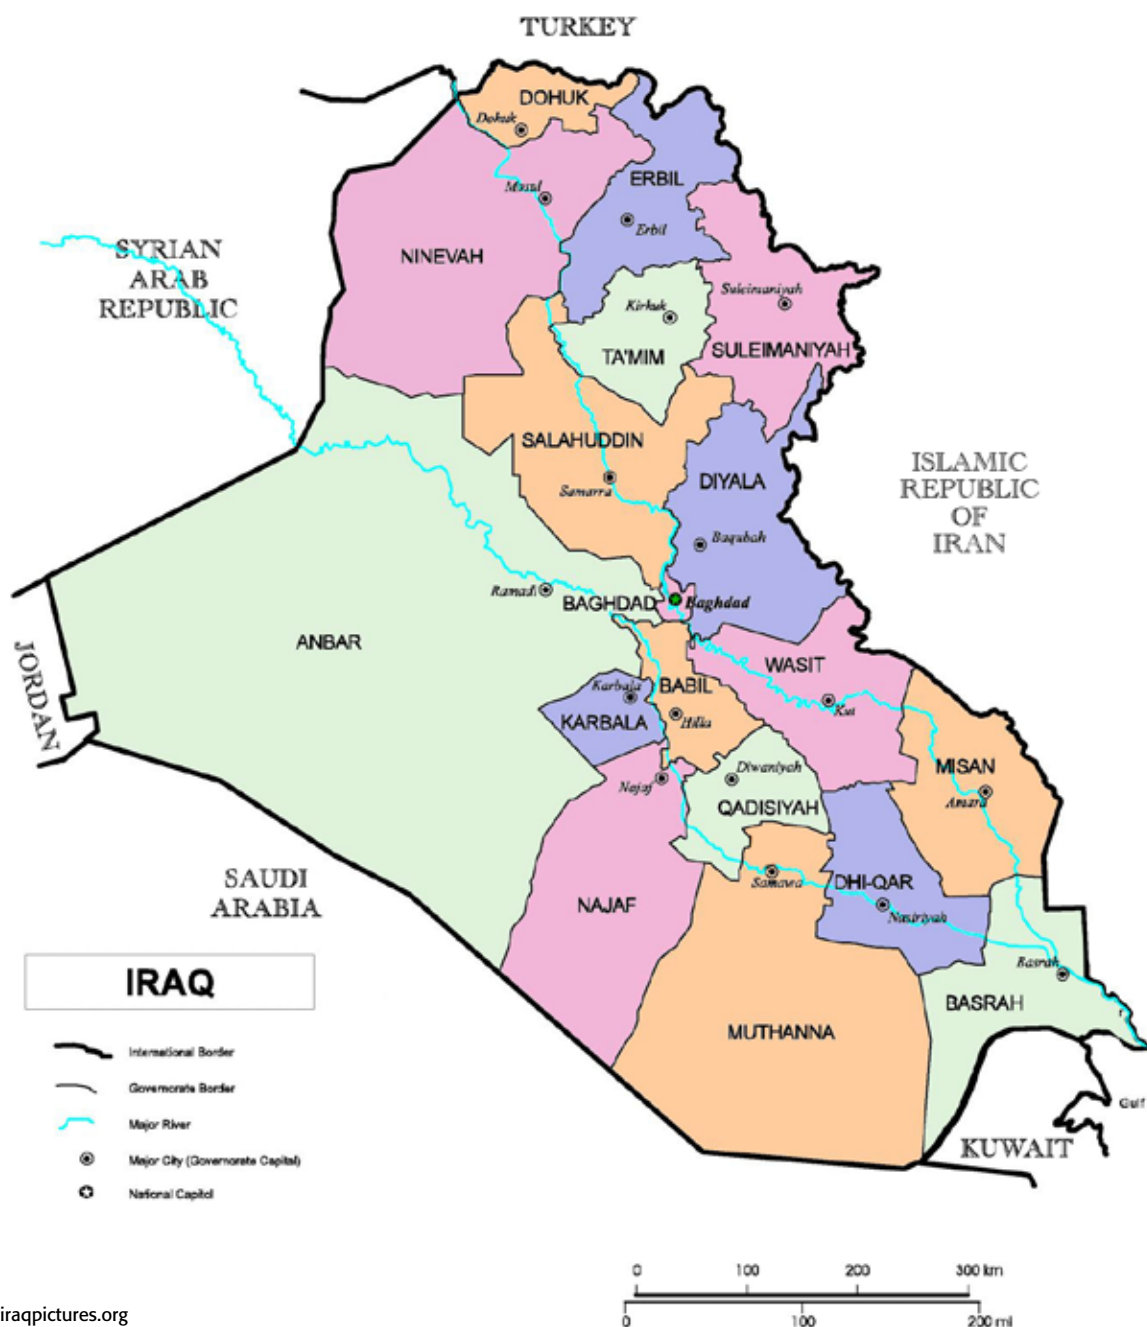 TURKEY
DOHUK
Dohuk
ERBIL
Mosul
Erbil
SYRIAN
ARAB
REPUBLIC
NINEVAH
Suleimaniyah
Kirkuk
TA'MIM
SULEIMANIYAH
SALAHUDDIN
ISLAMIC
REPUBLIC
OF
IRAN
DIYALA
Samarra
Baqubah
Ramadi
BAGHDAD
Baghdad
ANBAR
JORDAN
WASIT
Karbala
BABIL
Kut
KARBALA
Hilla
MISAN
Diwaniyah
Najaf
Amara
QADISIYAH
SAUDI
ARABIA
Samawa
DHI-QAR
NAJAF
Nasiriyah
Basrah
IRAQ
BASRAH
MUTHANNA
International Border
Governorate Border
Gulf
Major River
KUWAIT
Major City (Governorate Capital)
National Capitol
0 100 200 300 km
0 100 200 mi
iraqpictures.org